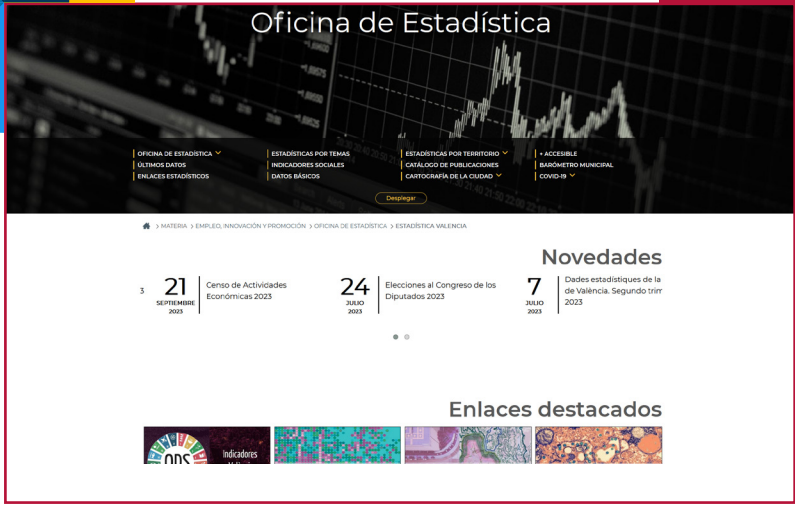 Oficina de Estadística
OFICINA DE ESTADÍSTICA
ESTADÍSTICAS POR TEMAS
ESTADÍSTICAS POR TERRITORIO
+ ACCESIBLE
ÚLTIMOS DATOS
INDICADORES SOCIALES
CATÁLOGO DE PUBLICACIONES
BARÓMETRO MUNICIPAL
ENLACES ESTADÍSTICOS
DATOS BÁSICOS
CARTOGRAFÍA DE LA CIUDAD
COVID-19
Desplegar
> MATERIA > EMPLEO, INNOVACIÓN Y PROMOCIÓN > OFICINA DE ESTADÍSTICA > ESTADÍSTICA VALENCIA
Novedades
3
21
SEPTIEMBRE
2023
Censo de Actividades
Económicas 2023
24
JULIO
2023
Elecciones al Congreso de los
Diputados 2023
7
JULIO
2023
Dades estadístiques de la
de València. Segundo trim
2023
Enlaces destacados
ODS
Indicadores